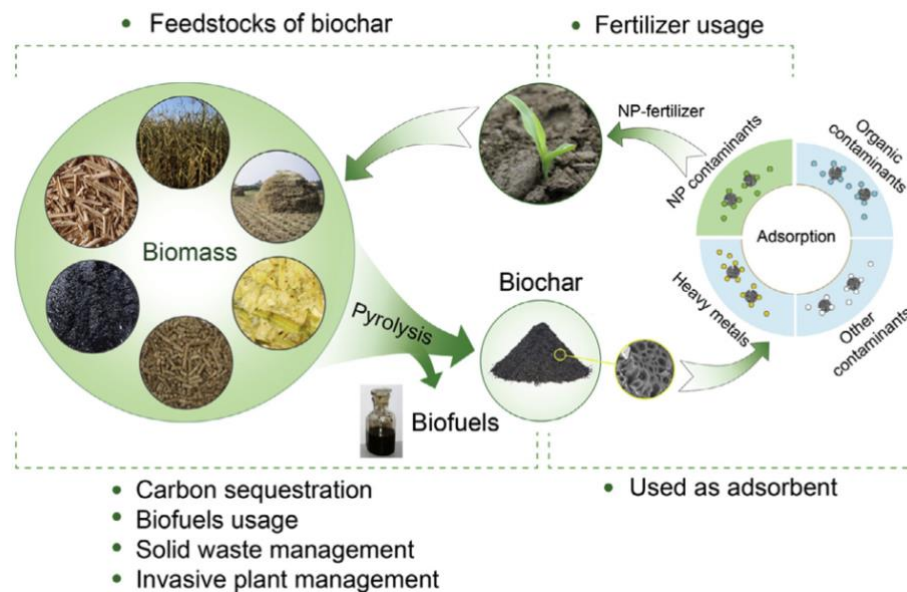 Feedstocks of biochar
Fertilizer usage
NP-fertilizer
NP contaminants
Organic
contaminants
Biomass
Adsorption
Biochar
Pyrolysis
Heavy metals
Other
contaminants
Biofuels
Carbon sequestration
Biofuels usage
Solid waste management
Invasive plant management
Used as adsorbent